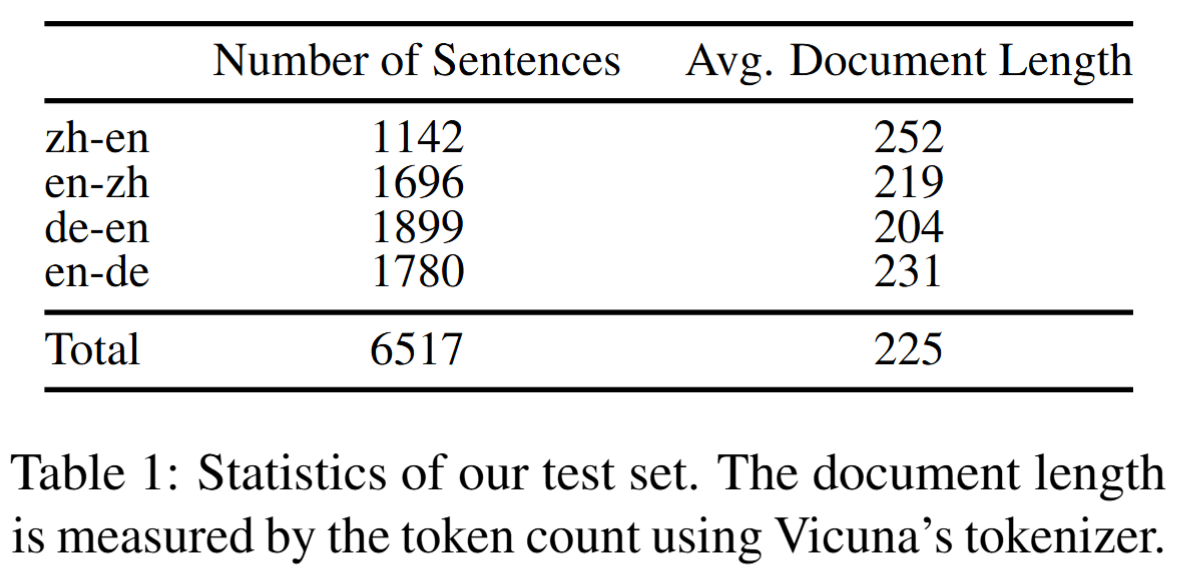 Number of Sentences Avg. Document Length
zh-en 1142 252
en-zh 1696 219
de-en 1899 204
en-de 1780 231
Total 6517 225
Table 1: Statistics of our test set. The document length
is measured by the token count using Vicuna's tokenizer.